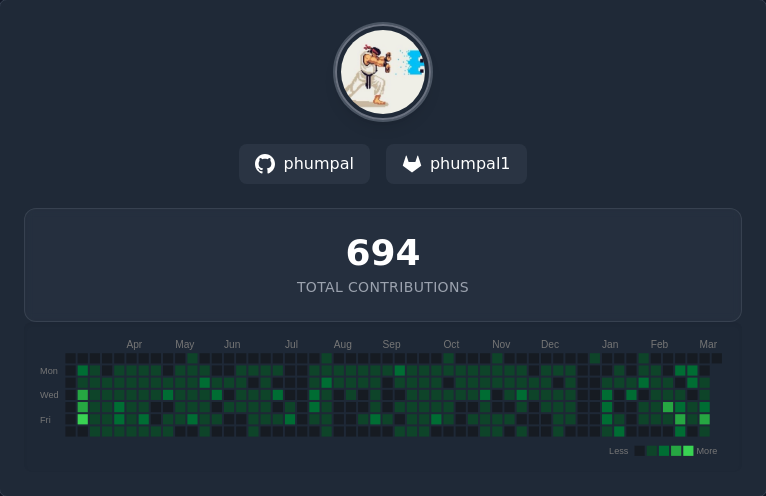 phumpal phumpal1
694
TOTAL CONTRIBUTIONS
Apr May Jun Jul Aug Sep Oct Nov Dec Jan Feb Mar
Mon
Wed
Fri
Less More